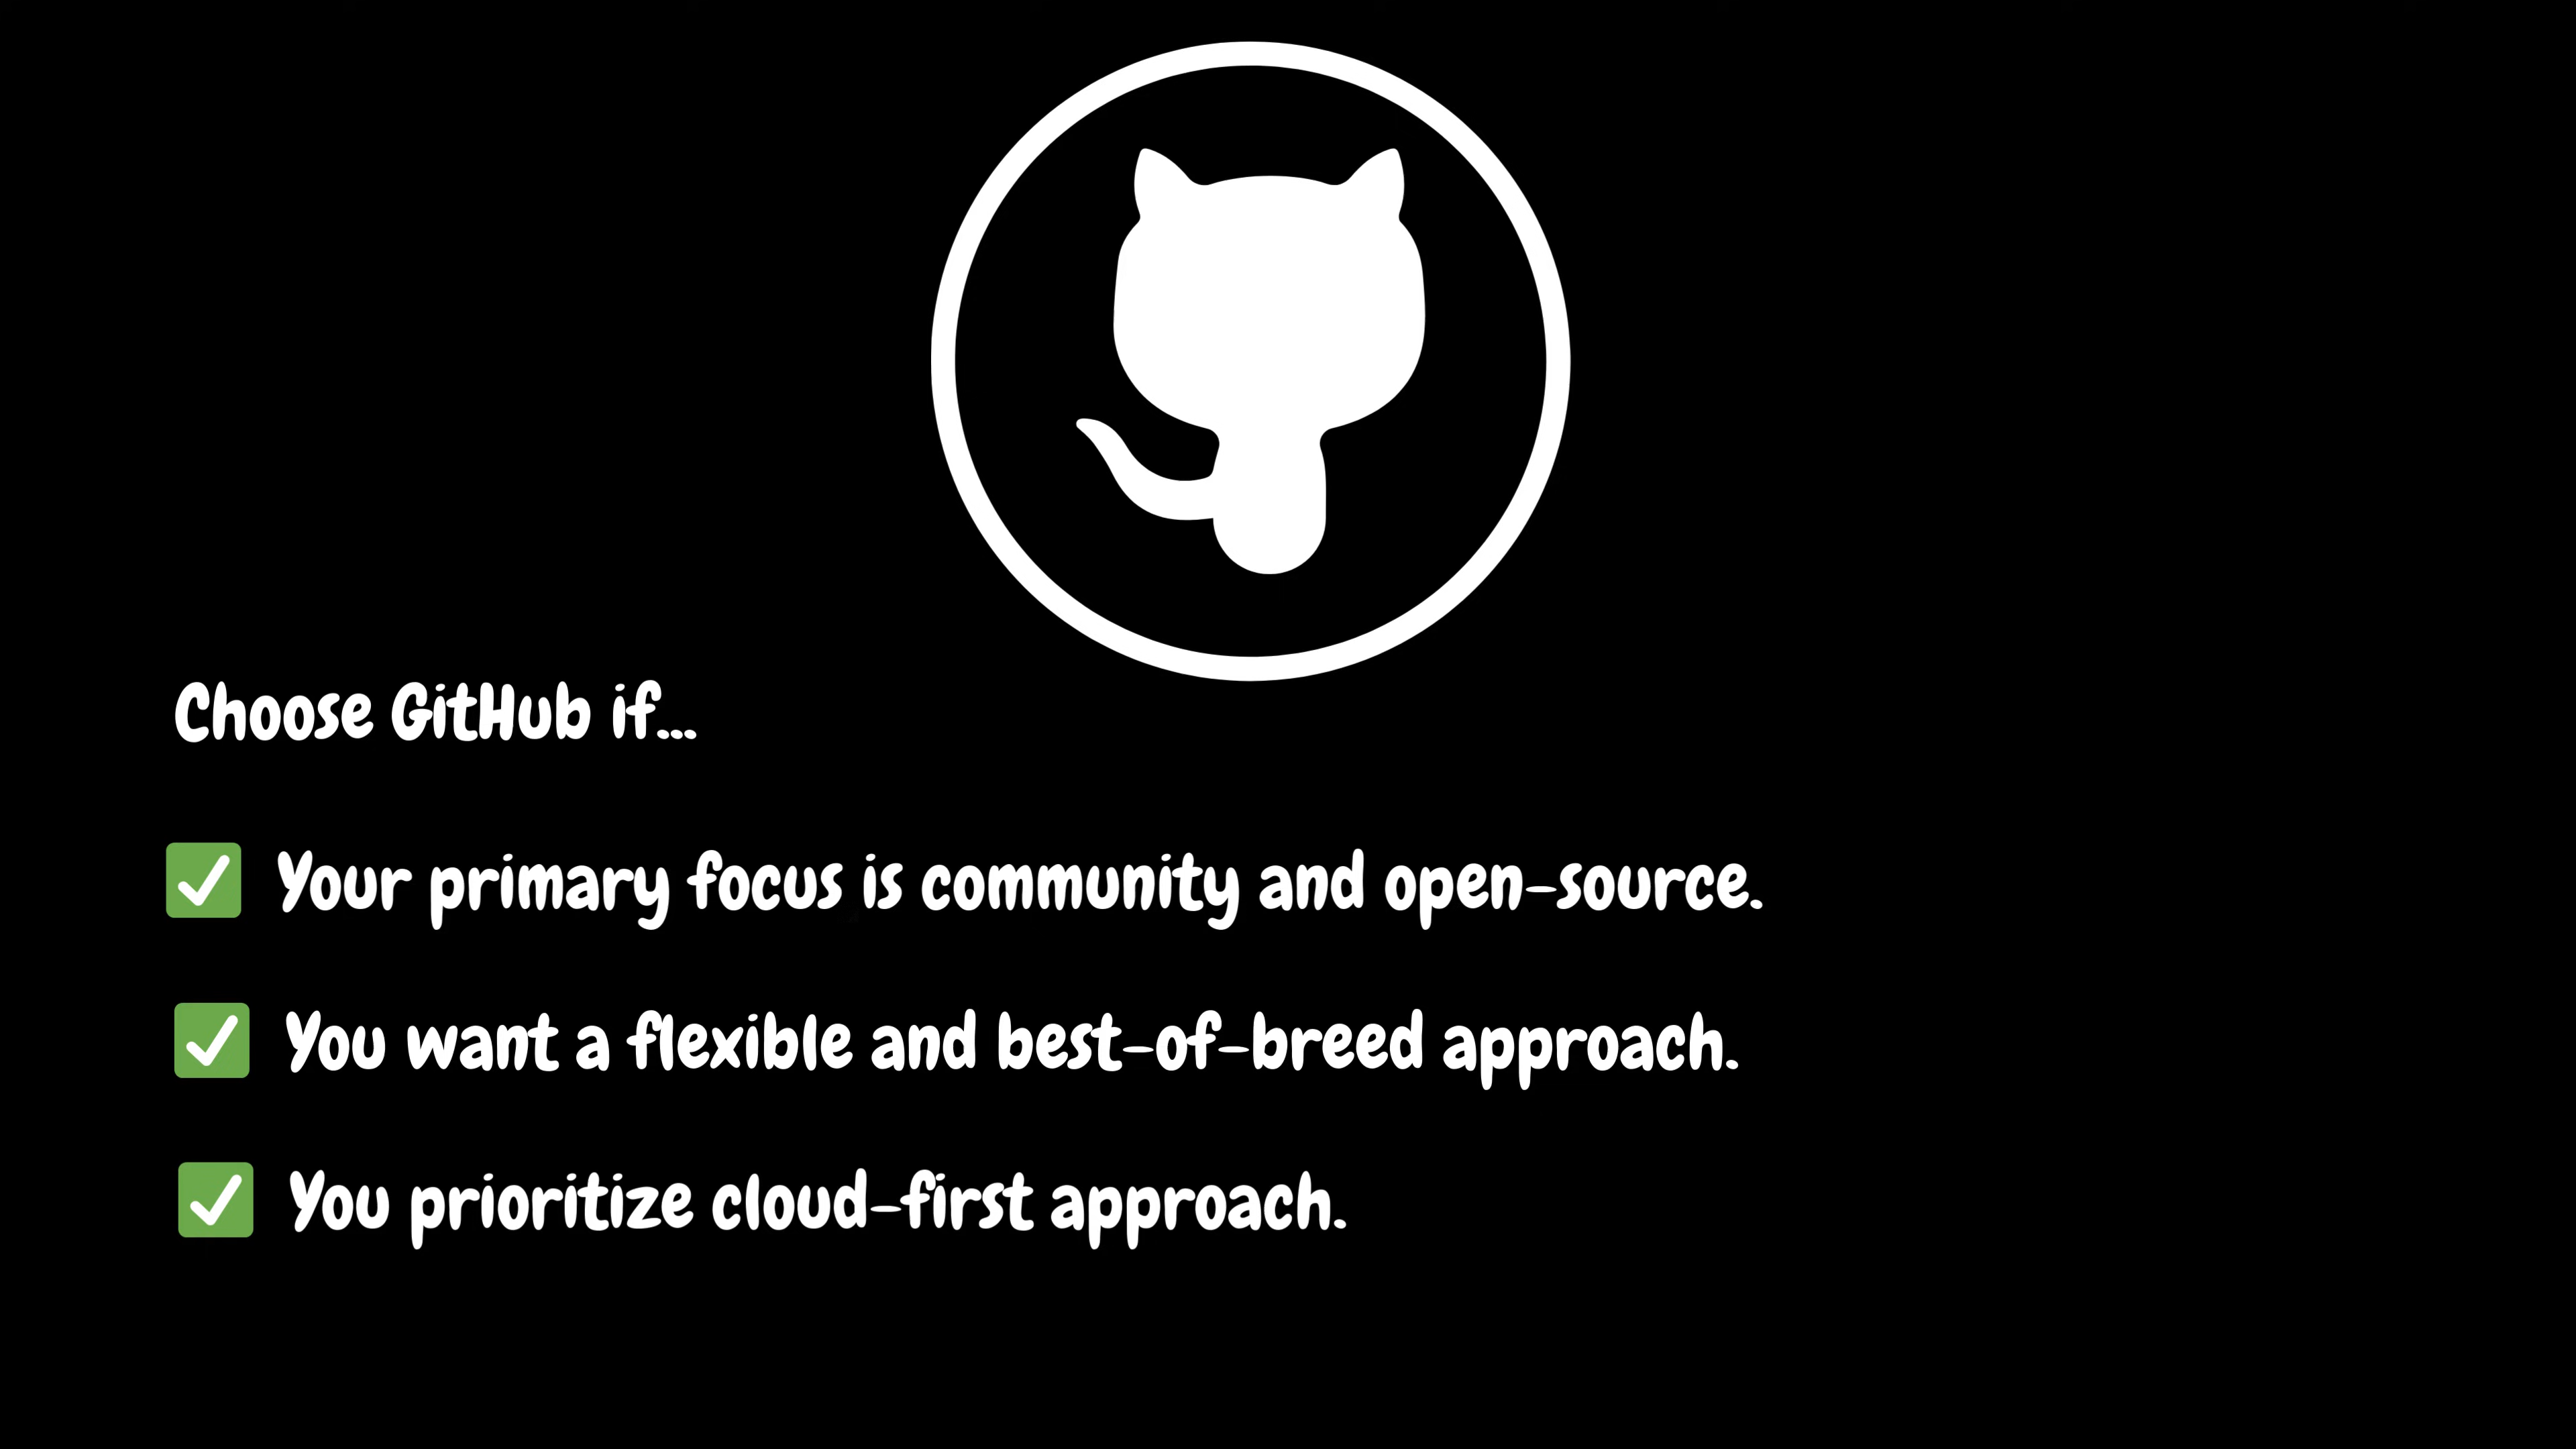 Choose GitHub if...
✅ Your primary focus is community and open-source.
✅ You want a flexible and best-of-breed approach.
✅ You prioritize cloud-first approach.